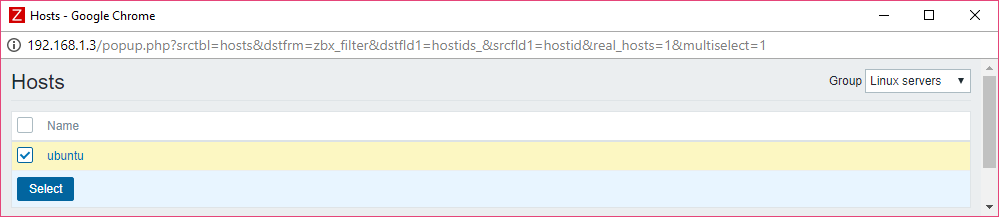 Z Hosts - Google Chrome
192.168.1.3/popup.php?srctbl=hosts&dstfrm=zbx_filter&dstfld1=hostids_&srcfld1=hostid&real_hosts=1&multiselect=1
Hosts
Group Linux servers
Name
ubuntu
Select